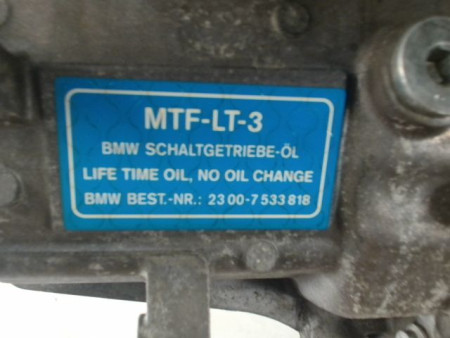 MTF-LT-3
BMW SCHALTGETRIEBE-ÖL
LIFE TIME OIL, NO OIL CHANGE
BMW BEST.-NR.: 23 00-7 533 818